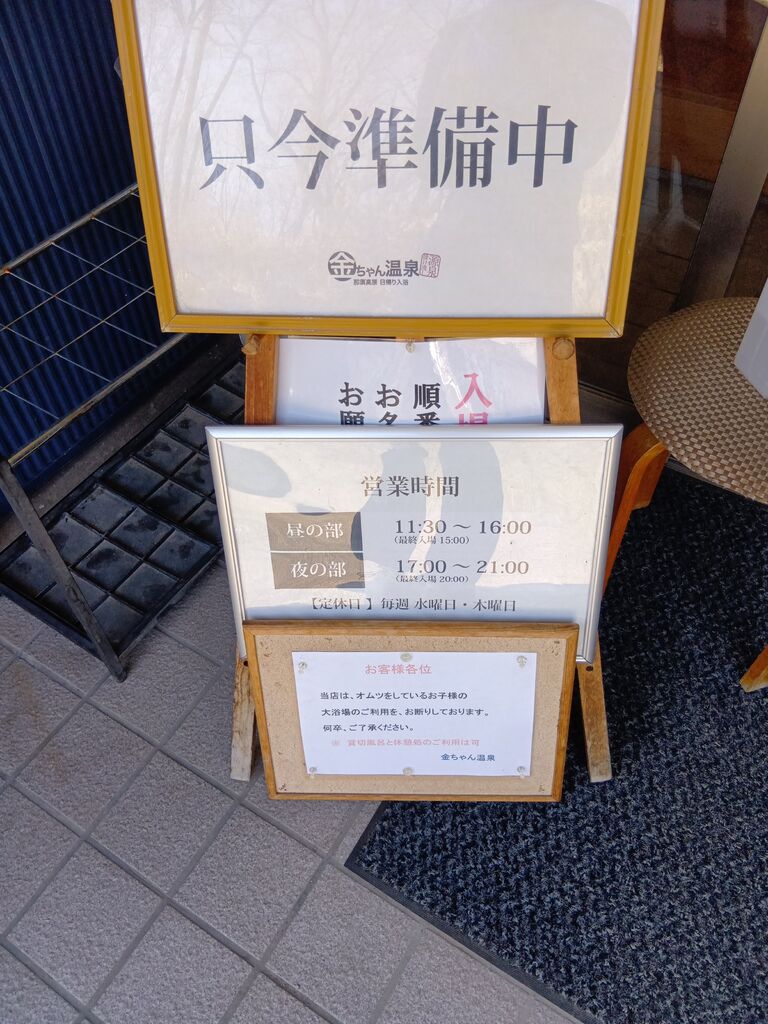 只今準備中
金ちゃん温泉
那須高原 日帰り入浴
入場
順番
お名
お願
営業時間
昼の部 11:30 〜 16:00
(最終入場 15:00)
夜の部 17:00 〜 21:00
(最終入場 20:00)
【定休日】毎週 水曜日・木曜日
お客様各位
当店は、オムツをしているお子様の
大浴場のご利用を、お断りしております。
何卒、ご了承ください。
※ 貸切風呂と休憩処のご利用は可
金ちゃん温泉